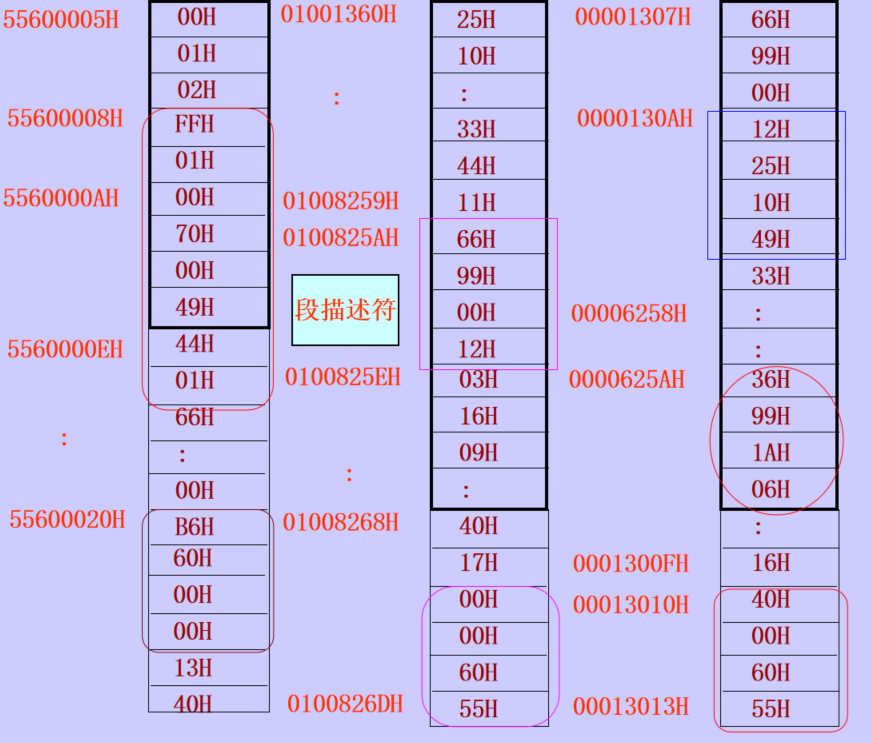 55600005H 00H 01001360H 25H 00001307H 66H
01H 10H 99H
02H : : 00H
55600008H FFH 33H 0000130AH 12H
01H 44H 25H
5560000AH 00H 01008259H 11H 10H
70H 0100825AH 66H 49H
00H 99H 33H
49H 段描述符 00H 00006258H :
5560000EH 44H 12H :
01H 0100825EH 03H 0000625AH 36H
66H 16H 99H
: : 09H 1AH
00H : : 06H
55600020H B6H 01008268H 40H :
60H 17H 0001300FH 16H
00H 00H 00013010H 40H
00H 00H 00H
13H 60H 60H
40H 0100826DH 55H 00013013H 55H